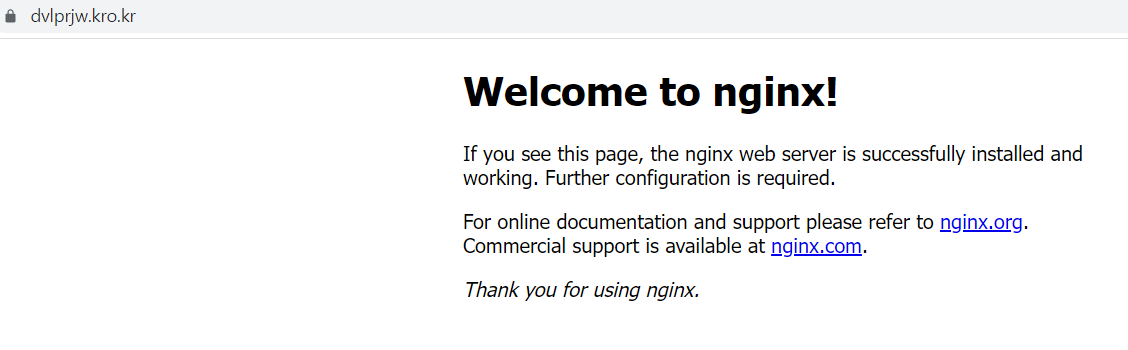 dvlprjw.kro.kr
Welcome to nginx!
If you see this page, the nginx web server is successfully installed and
working. Further configuration is required.
For online documentation and support please refer to nginx.org.
Commercial support is available at nginx.com.
Thank you for using nginx.